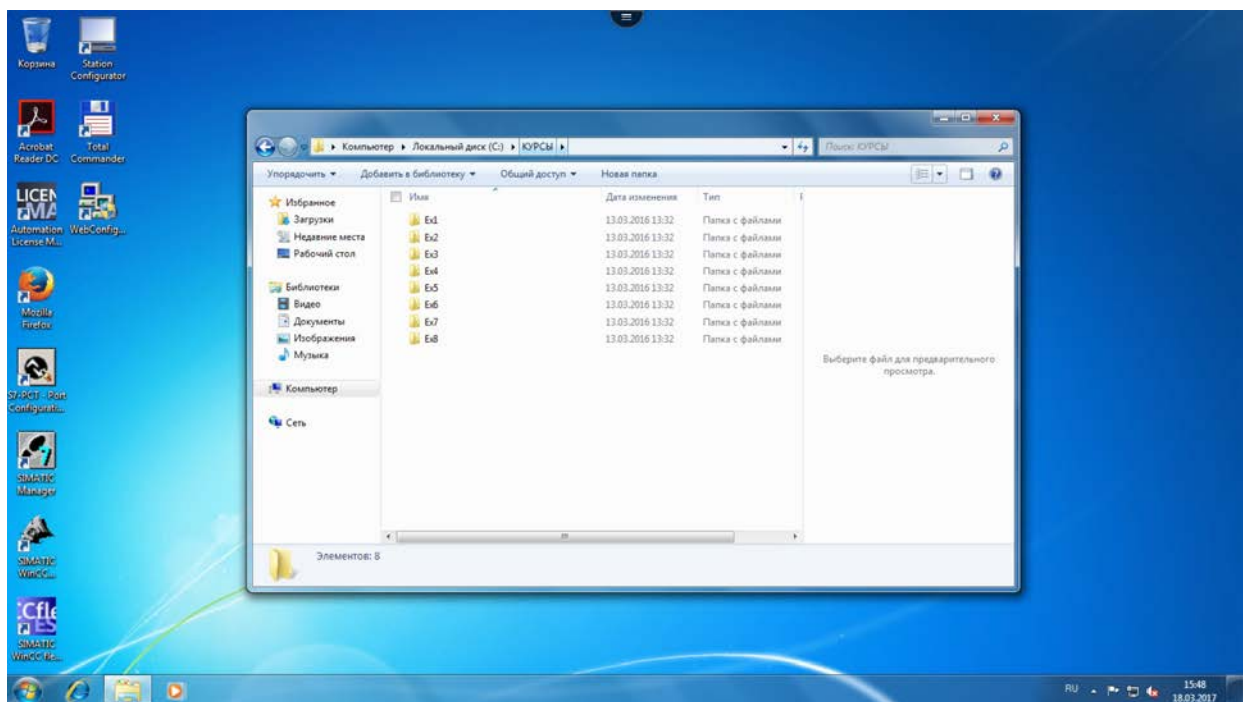 Корзина
Station
Configurator
Acrobat
Reader DC
Total
Commander
LICEN
Automation
License M...
WebConfig...
Mozilla
Firefox
S7-PCT - Port
Configurati...
SIMATIC
Manager
SIMATIC
WinCC...
:Cfle
ES
SIMATIC
WinCC fle...
Компьютер ▸ Локальный диск (C:) ▸ КУРСЫ ▸
Поиск: КУРСЫ
Упорядочить ▾ Добавить в библиотеку ▾ Общий доступ ▾ Новая папка
Избранное
Загрузки
Недавние места
Рабочий стол
Библиотеки
Видео
Документы
Изображения
Музыка
Компьютер
Сеть
Имя Дата изменения Тип
Ex1 13.03.2016 13:32 Папка с файлами
Ex2 13.03.2016 13:32 Папка с файлами
Ex3 13.03.2016 13:32 Папка с файлами
Ex4 13.03.2016 13:32 Папка с файлами
Ex5 13.03.2016 13:32 Папка с файлами
Ex6 13.03.2016 13:32 Папка с файлами
Ex7 13.03.2016 13:32 Папка с файлами
Ex8 13.03.2016 13:32 Папка с файлами
Выберите файл для предварительного
просмотра.
Элементов: 8
RU
15:48
18.03.2017